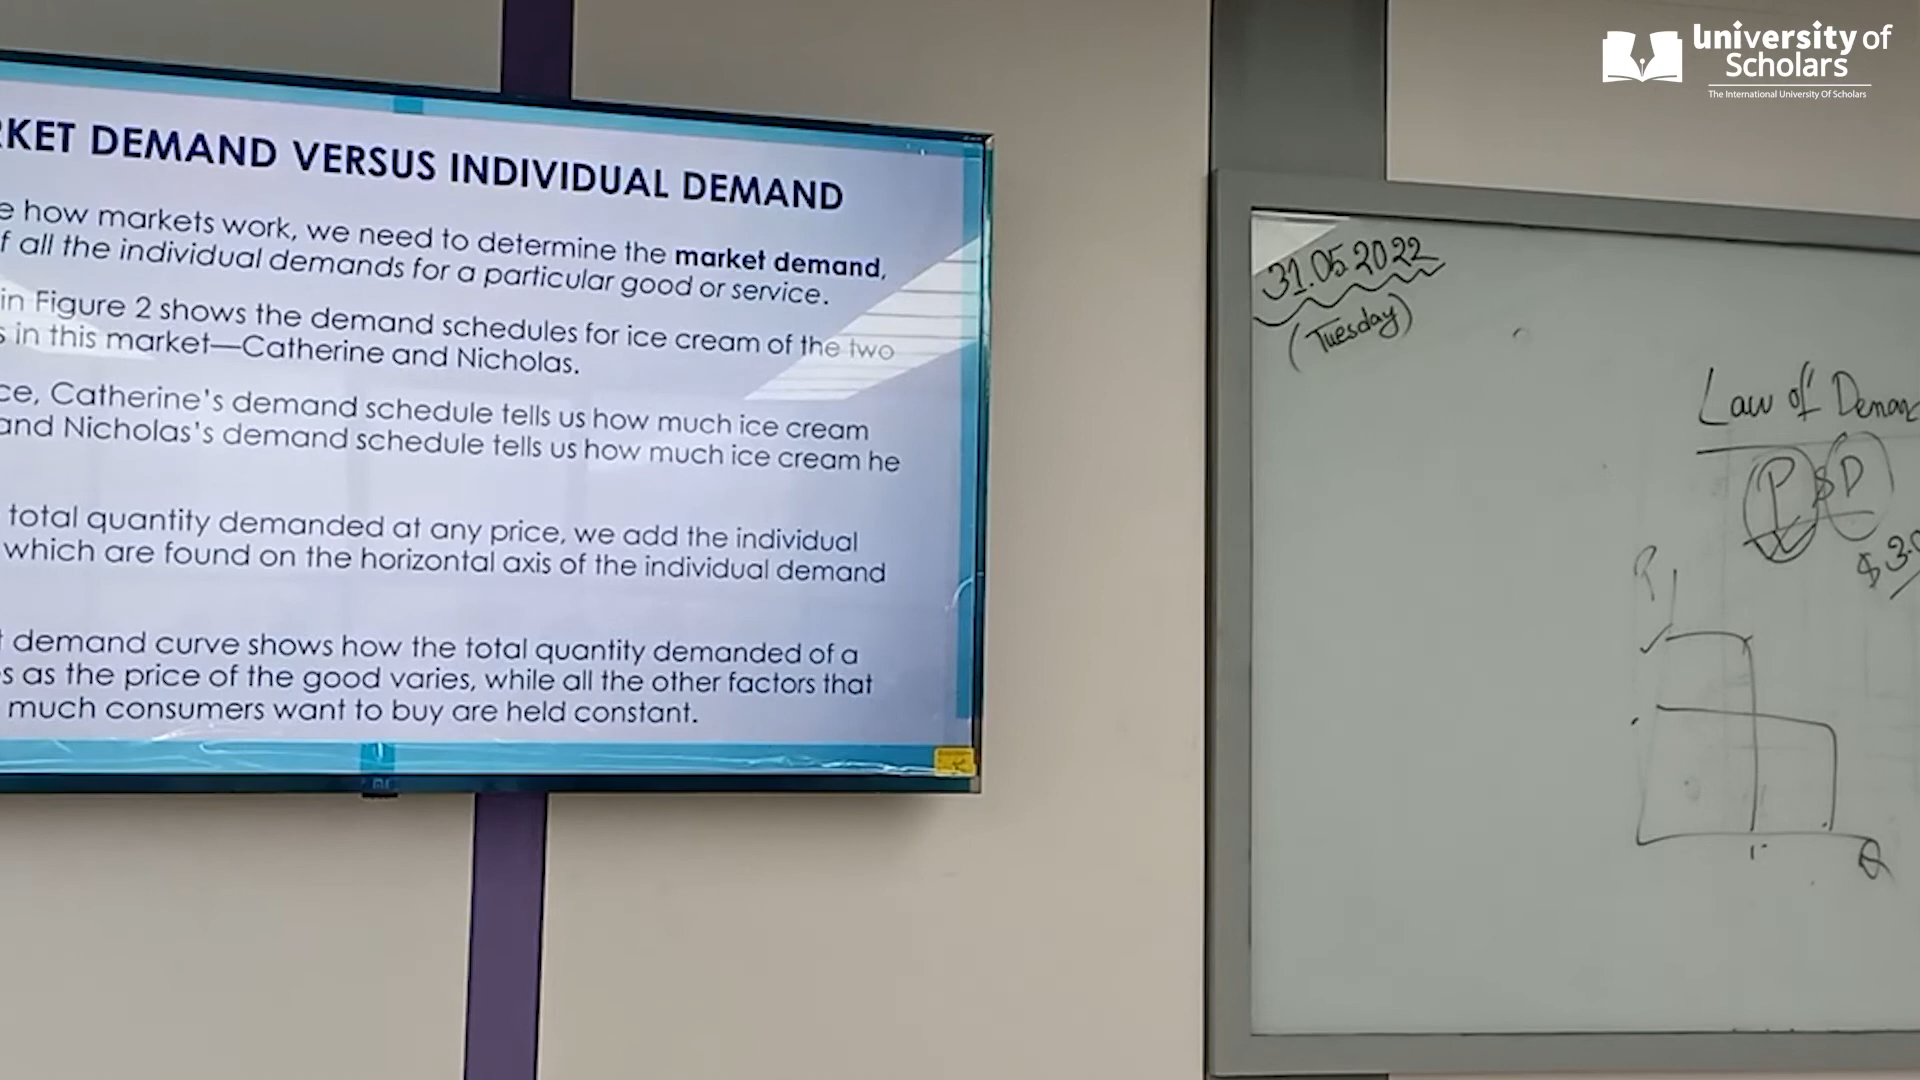 University of
Scholars
The International University Of Scholars
RKET DEMAND VERSUS INDIVIDUAL DEMAND
e how markets work, we need to determine the market demand,
f all the individual demands for a particular good or service.
in Figure 2 shows the demand schedules for ice cream of the two
s in this market—Catherine and Nicholas.
ce, Catherine's demand schedule tells us how much ice cream
and Nicholas's demand schedule tells us how much ice cream he
total quantity demanded at any price, we add the individual
which are found on the horizontal axis of the individual demand
t demand curve shows how the total quantity demanded of a
s as the price of the good varies, while all the other factors that
much consumers want to buy are held constant.
mi
31.05.2022
(Tuesday)
Law of Demand
P & D
$3.0
P
Q